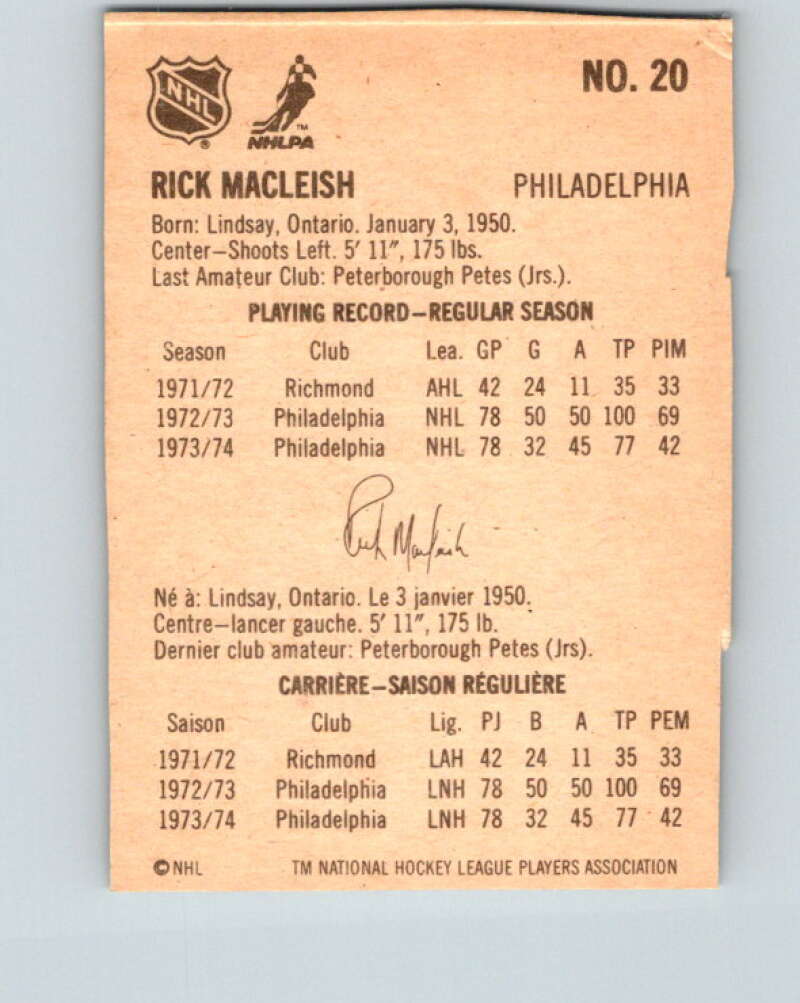 NHL ® TM NHLPA NO. 20
RICK MACLEISH PHILADELPHIA
Born: Lindsay, Ontario. January 3, 1950.
Center–Shoots Left. 5′ 11″, 175 lbs.
Last Amateur Club: Peterborough Petes (Jrs.).
PLAYING RECORD–REGULAR SEASON
Season Club Lea. GP G A TP PIM
1971/72 Richmond AHL 42 24 11 35 33
1972/73 Philadelphia NHL 78 50 50 100 69
1973/74 Philadelphia NHL 78 32 45 77 42
Rick MacLeish
Né à: Lindsay, Ontario. Le 3 janvier 1950.
Centre–lancer gauche. 5′ 11″, 175 lb.
Dernier club amateur: Peterborough Petes (Jrs).
CARRIÈRE–SAISON RÉGULIÈRE
Saison Club Lig. PJ B A TP PEM
1971/72 Richmond LAH 42 24 11 35 33
1972/73 Philadelphia LNH 78 50 50 100 69
1973/74 Philadelphia LNH 78 32 45 77 42
©NHL TM NATIONAL HOCKEY LEAGUE PLAYERS ASSOCIATION